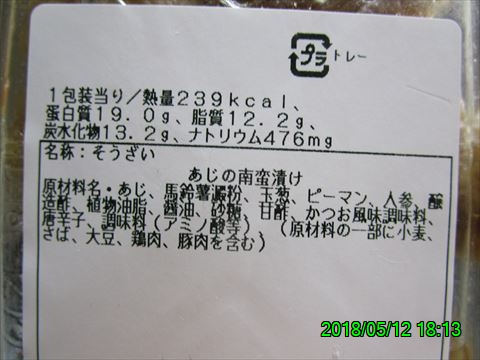 プラ トレー
1包装当り/熱量239kcal、
蛋白質19.0g、脂質12.2g、
炭水化物13.2g、ナトリウム476mg
名称:そうざい
あじの南蛮漬け
原材料名・あじ、馬鈴薯澱粉、玉葱、ピーマン、人参、醸
造酢、植物油脂、醤油、砂糖、甘酢、かつお風味調味料、
唐辛子、調味料(アミノ酸等)、(原材料の一部に小麦、
さば、大豆、鶏肉、豚肉を含む)
2018/05/12 18:13